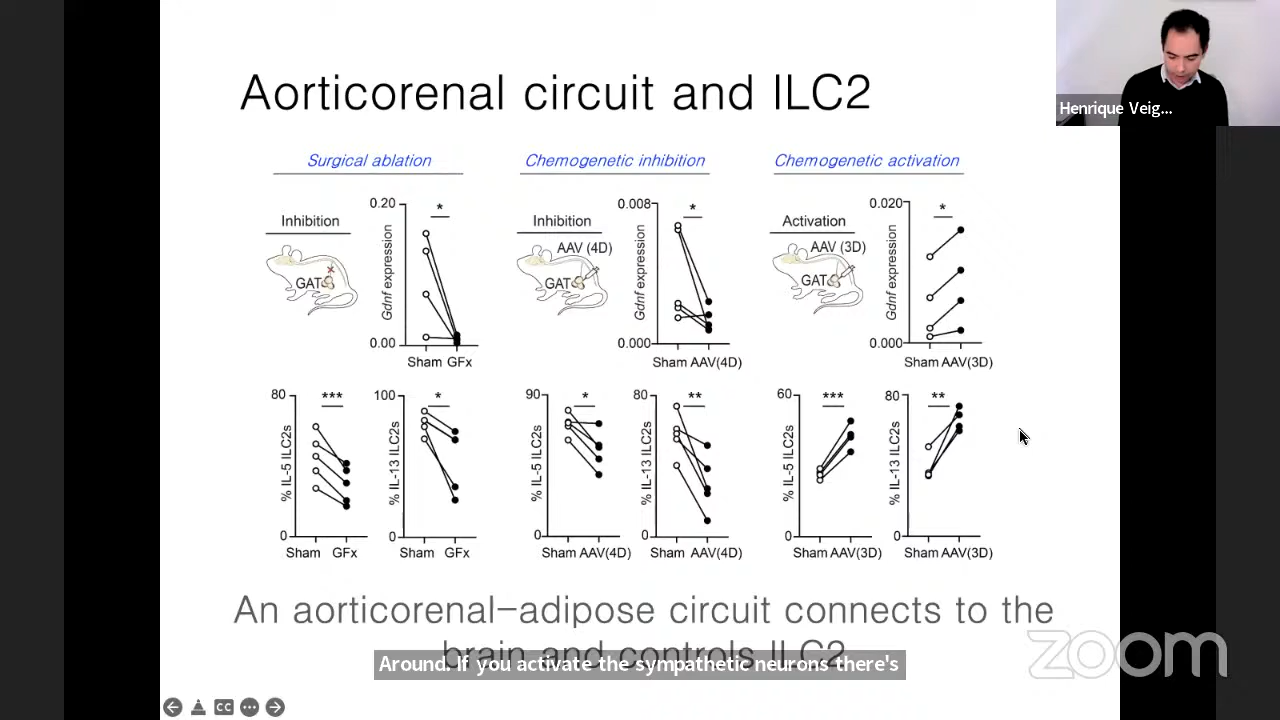 Aorticorenal circuit and ILC2
Henrique Veig...
Surgical ablation
Chemogenetic inhibition
Chemogenetic activation
Inhibition
GAT
0.20
*
Gdnf expression
0.00
Sham GFx
Inhibition
AAV (4D)
GAT
0.008
*
Gdnf expression
0.000
Sham AAV(4D)
Activation
AAV (3D)
GAT
0.020
*
Gdnf expression
0.000
Sham AAV(3D)
80
***
% IL-5 ILC2s
0
Sham GFx
100
*
% IL-13 ILC2s
0
Sham GFx
90
*
% IL-5 ILC2s
0
Sham AAV(4D)
80
**
% IL-13 ILC2s
0
Sham AAV(4D)
60
***
% IL-5 ILC2s
0
Sham AAV(3D)
80
**
% IL-13 ILC2s
0
Sham AAV(3D)
An aorticorenal-adipose circuit connects to the
brain and controls ILC2
Around. If you activate the sympathetic neurons there's
zoom
CC